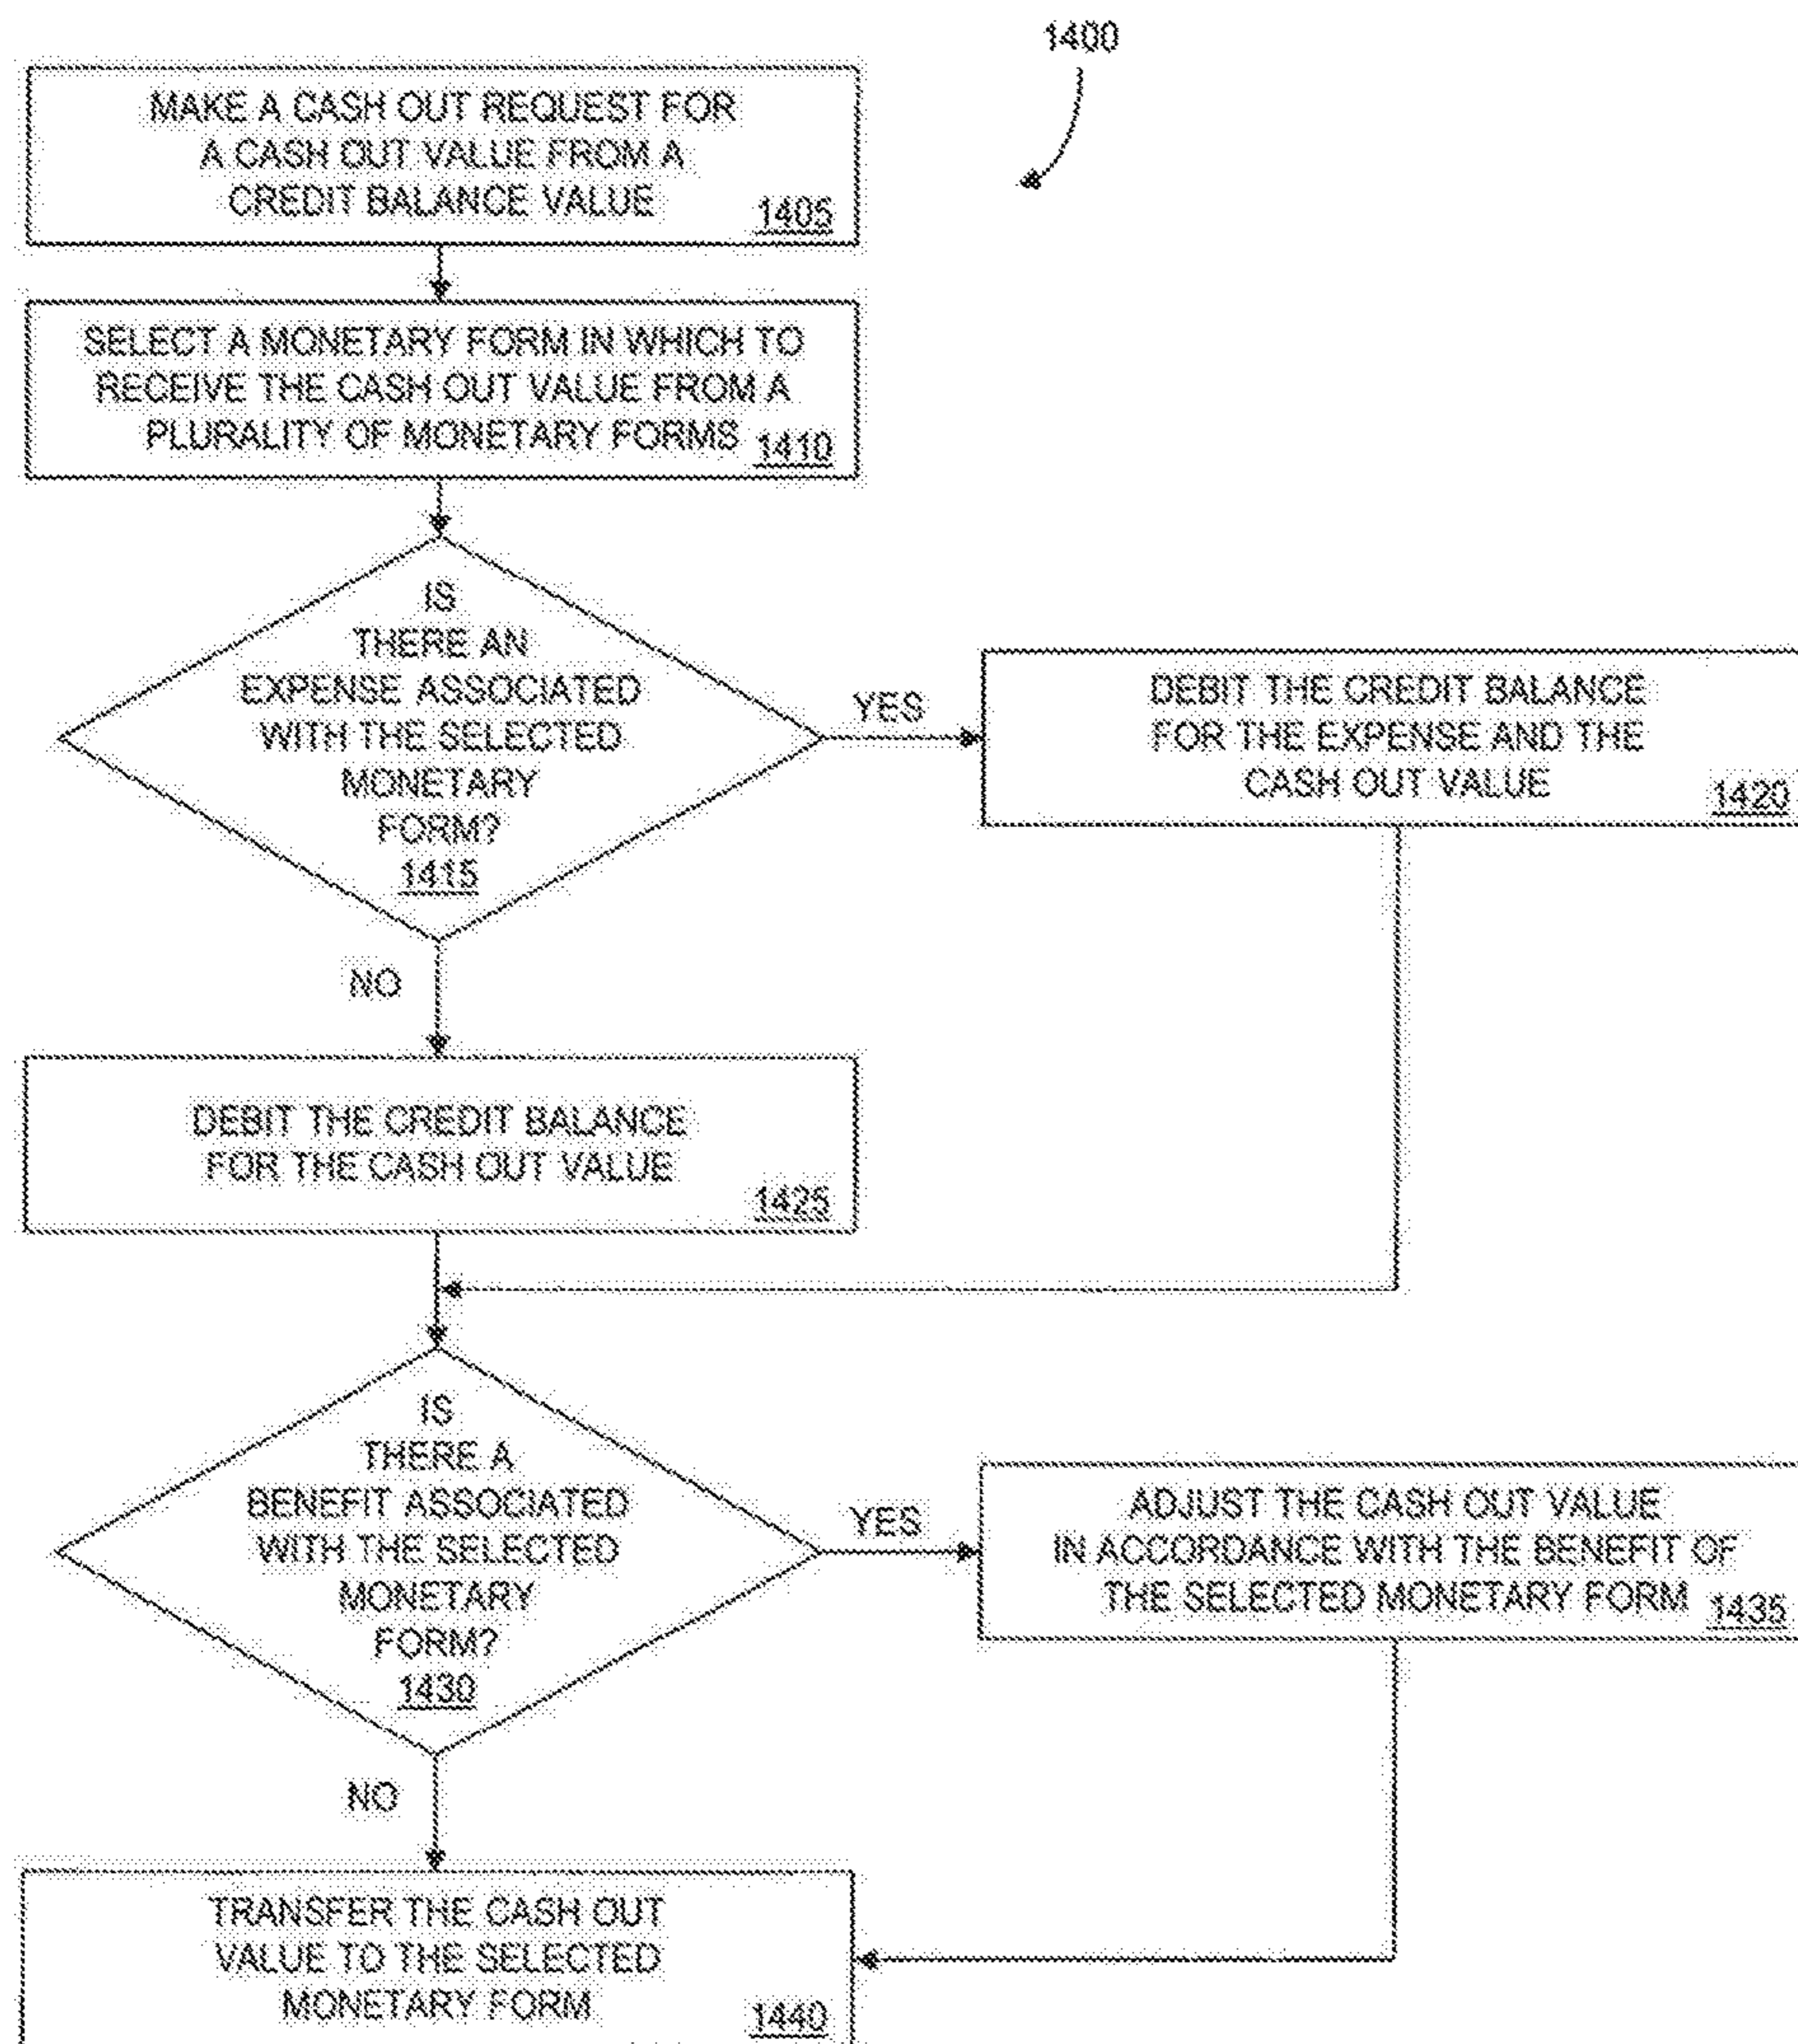 1400
MAKE A CASH OUT REQUEST FOR
A CASH OUT VALUE FROM A
CREDIT BALANCE VALUE
1405
SELECT A MONETARY FORM IN WHICH TO
RECEIVE THE CASH OUT VALUE FROM A
PLURALITY OF MONETARY FORMS
1410
IS
THERE AN
EXPENSE ASSOCIATED
WITH THE SELECTED
MONETARY
FORM?
1415
YES
DEBIT THE CREDIT BALANCE
FOR THE EXPENSE AND THE
CASH OUT VALUE
1420
NO
DEBIT THE CREDIT BALANCE
FOR THE CASH OUT VALUE
1425
IS
THERE A
BENEFIT ASSOCIATED
WITH THE SELECTED
MONETARY
FORM?
1430
YES
ADJUST THE CASH OUT VALUE
IN ACCORDANCE WITH THE BENEFIT OF
THE SELECTED MONETARY FORM
1435
NO
TRANSFER THE CASH OUT
VALUE TO THE SELECTED
MONETARY FORM
1440